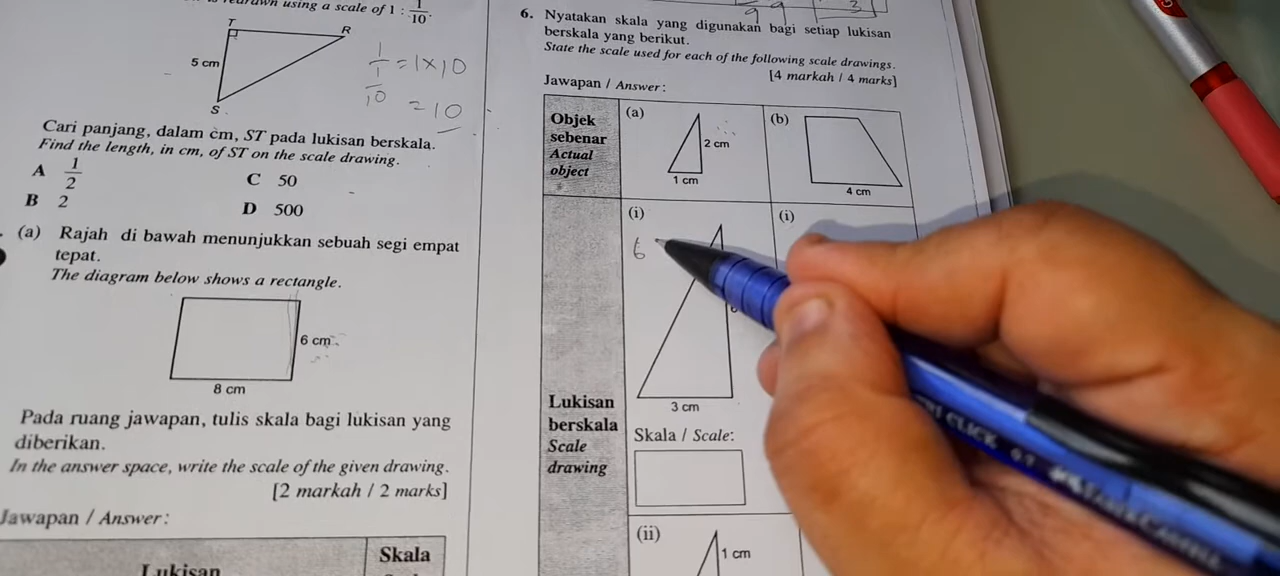 is redrawn using a scale of 1 : 1/10.
T
R
5 cm
S
1/(1/10) = 1 × 10
= 10
Cari panjang, dalam cm, ST pada lukisan berskala.
Find the length, in cm, of ST on the scale drawing.
A 1/2
C 50
B 2
D 500
(a) Rajah di bawah menunjukkan sebuah segi empat
tepat.
The diagram below shows a rectangle.
6 cm
8 cm
Pada ruang jawapan, tulis skala bagi lukisan yang
diberikan.
In the answer space, write the scale of the given drawing.
[2 markah / 2 marks]
Jawapan / Answer:
Lukisan
Skala
9 9
3
6. Nyatakan skala yang digunakan bagi setiap lukisan
berskala yang berikut.
State the scale used for each of the following scale drawings.
[4 markah / 4 marks]
Jawapan / Answer:
Objek
sebenar
Actual
object
(a)
2 cm
1 cm
(b)
4 cm
Lukisan
berskala
Scale
drawing
(i)
6
3 cm
Skala / Scale:
(i)
(ii)
1 cm